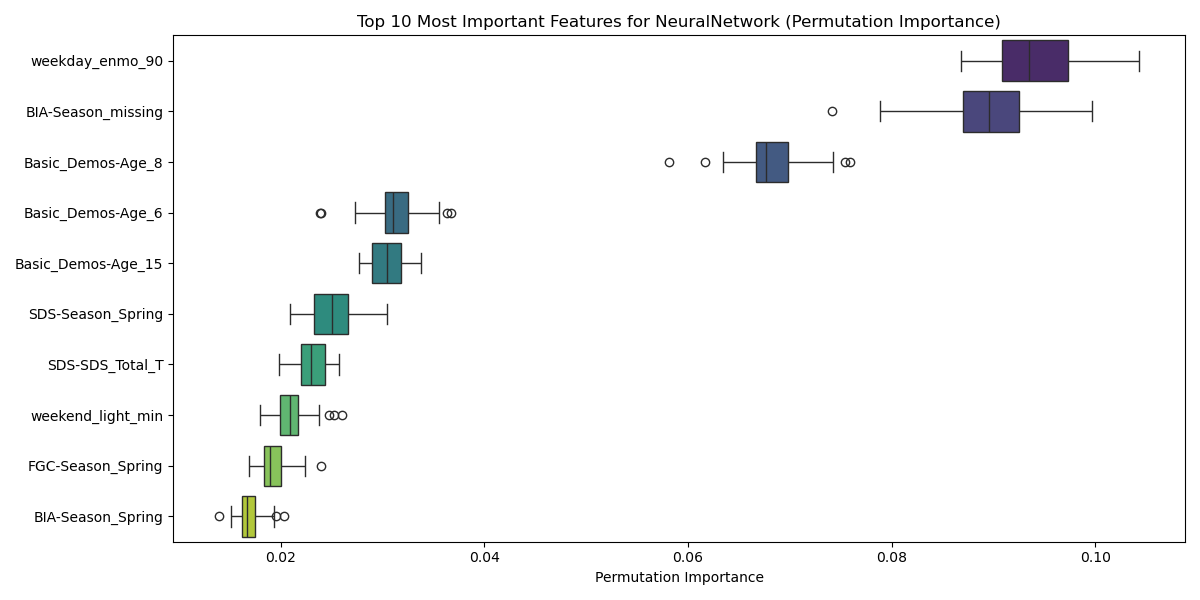 Top 10 Most Important Features for NeuralNetwork (Permutation Importance)
weekday_enmo_90
BIA-Season_missing
Basic_Demos-Age_8
Basic_Demos-Age_6
Basic_Demos-Age_15
SDS-Season_Spring
SDS-SDS_Total_T
weekend_light_min
FGC-Season_Spring
BIA-Season_Spring
0.02 0.04 0.06 0.08 0.10
Permutation Importance